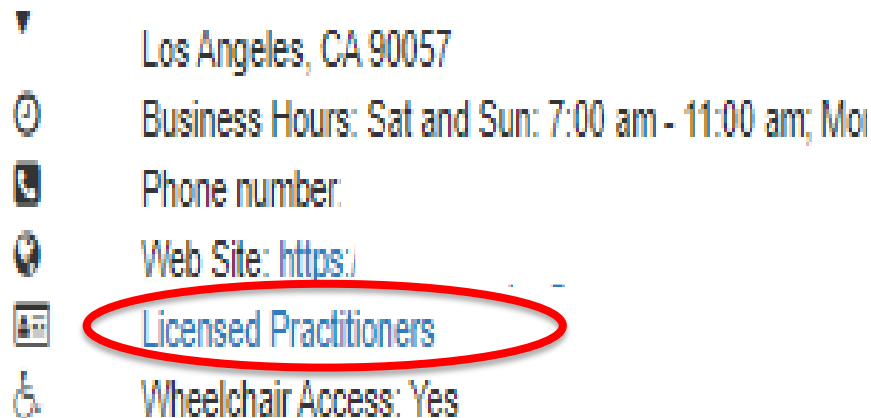 Los Angeles, CA 90057
Business Hours: Sat and Sun: 7:00 am - 11:00 am;
Phone number:
Web Site: https:/
Licensed Practitioners
Wheelchair Access: Yes